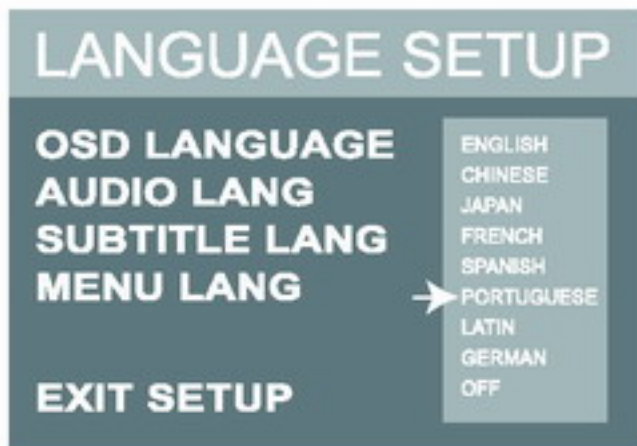 LANGUAGE SETUP
OSD LANGUAGE
AUDIO LANG
SUBTITLE LANG
MENU LANG
EXIT SETUP
ENGLISH
CHINESE
JAPAN
FRENCH
SPANISH
PORTUGUESE
LATIN
GERMAN
OFF